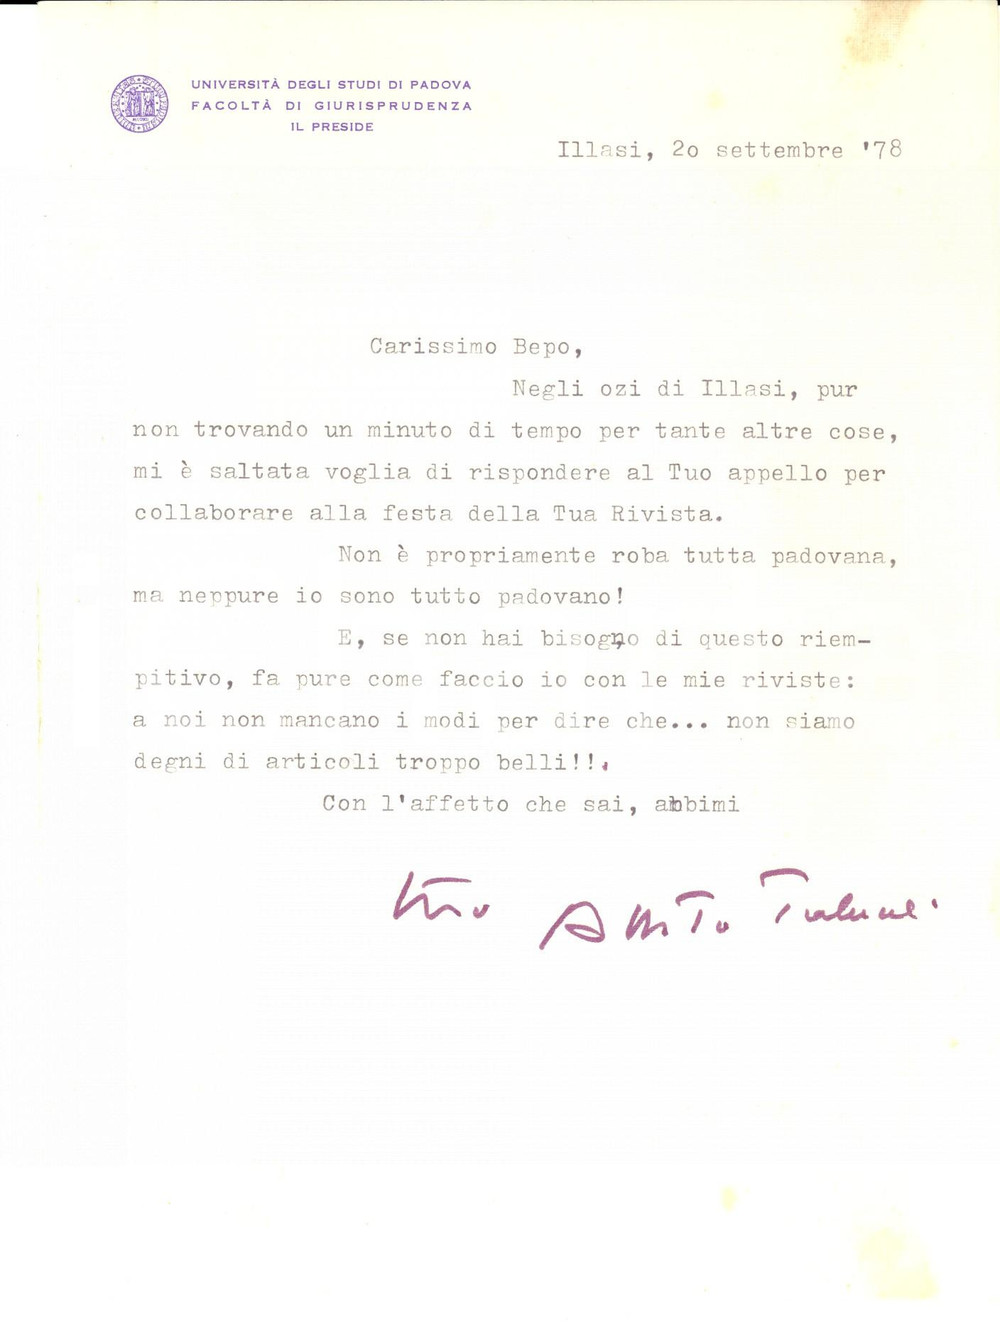 UNIVERSITÀ DEGLI STUDI DI PADOVA
FACOLTÀ DI GIURISPRUDENZA
IL PRESIDE
Illasi, 2o settembre '78
Carissimo Bepo,
Negli ozi di Illasi, pur
non trovando un minuto di tempo per tante altre cose,
mi è saltata voglia di rispondere al Tuo appello per
collaborare alla festa della Tua Rivista.
Non è propriamente roba tutta padovana,
ma neppure io sono tutto padovano!
E, se non hai bisogno di questo riem-
pitivo, fa pure come faccio io con le mie riviste:
a noi non mancano i modi per dire che... non siamo
degni di articoli troppo belli!!.
Con l'affetto che sai, abbimi